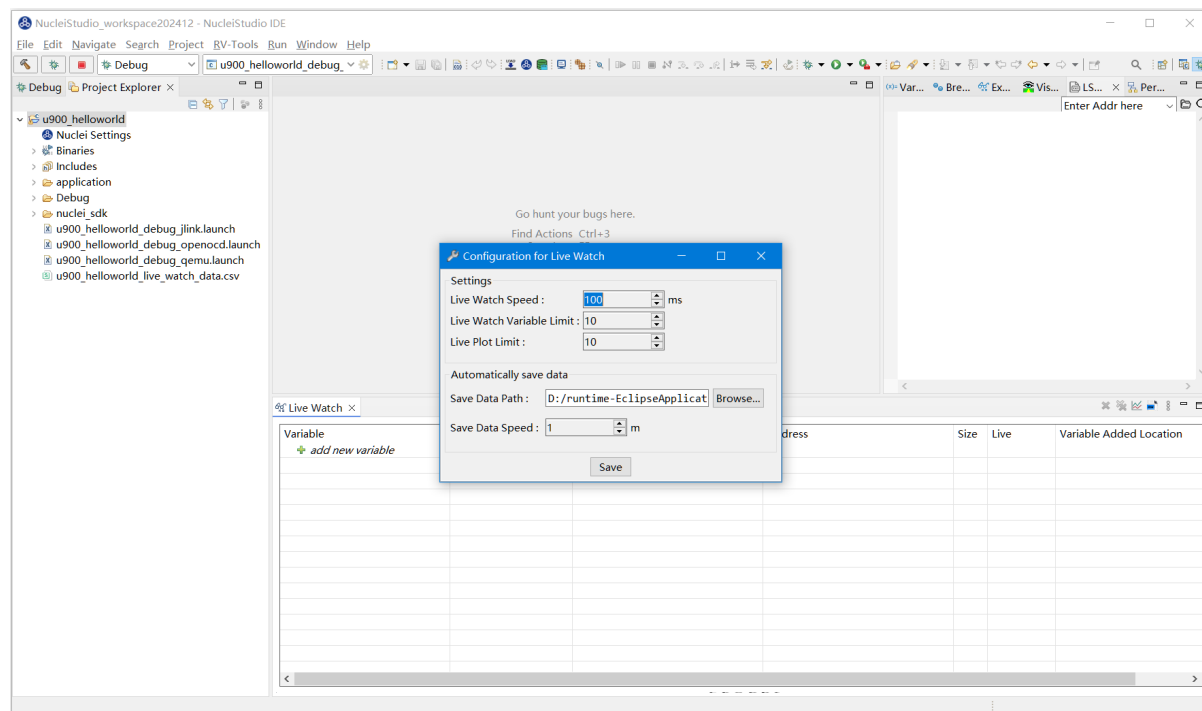 NucleiStudio_workspace202412 - NucleiStudio IDE
File Edit Navigate Search Project RV-Tools Run Window Help
Debug u900_helloworld_debug_
Debug Project Explorer Var... Bre... Ex... Vis... LS... Per...
Enter Addr here
u900_helloworld
Nuclei Settings
Binaries
Includes
application
Debug
nuclei_sdk
u900_helloworld_debug_jlink.launch
u900_helloworld_debug_openocd.launch
u900_helloworld_debug_qemu.launch
u900_helloworld_live_watch_data.csv
Go hunt your bugs here.
Find Actions Ctrl+3
Configuration for Live Watch
Settings
Live Watch Speed : 100 ms
Live Watch Variable Limit : 10
Live Plot Limit : 10
Automatically save data
Save Data Path : D:/runtime-EclipseApplicat Browse...
Save Data Speed : 1 m
Save
Live Watch
Variable dress Size Live Variable Added Location
add new variable